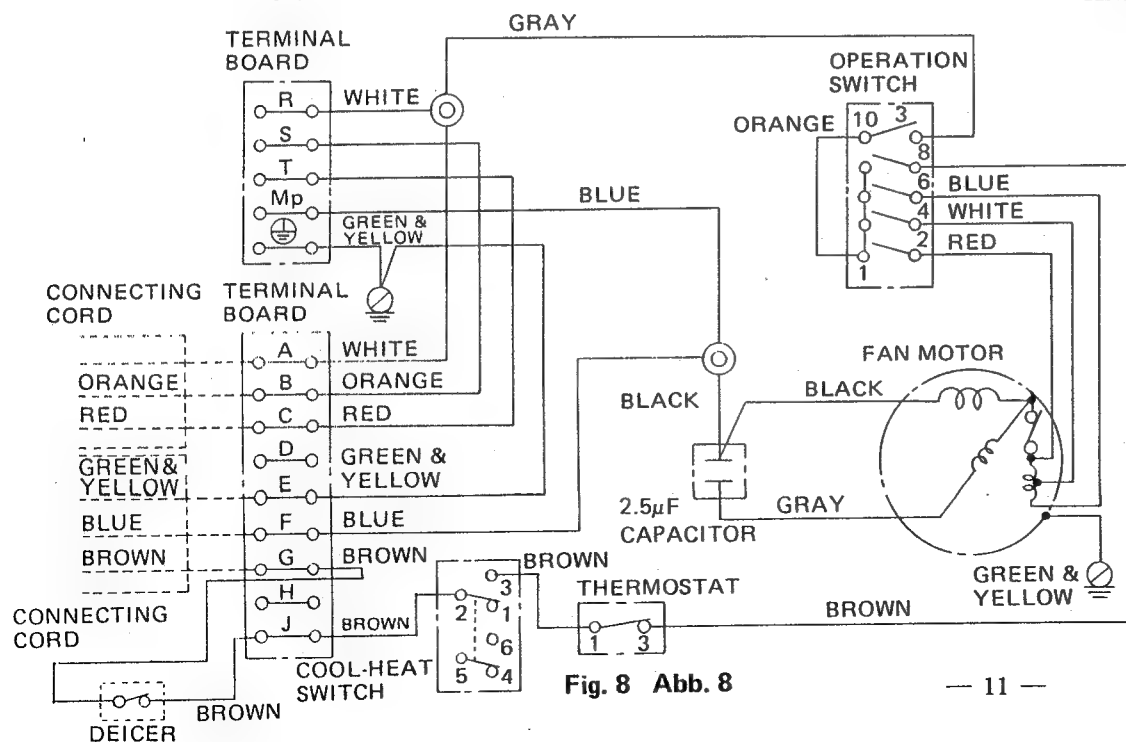 GRAY
TERMINAL
BOARD
OPERATION
SWITCH
R
WHITE
10 3
ORANGE
S
8
T
6
BLUE
Mp
BLUE
4
WHITE
GREEN &
YELLOW
2
RED
1
CONNECTING
CORD
TERMINAL
BOARD
A
WHITE
FAN MOTOR
ORANGE
B
ORANGE
BLACK
BLACK
RED
C
RED
D
GREEN &
YELLOW
GREEN &
YELLOW
E
2.5μF
CAPACITOR
GRAY
BLUE
F
BLUE
BROWN
G
BROWN
BROWN
3
THERMOSTAT
GREEN &
YELLOW
H
2
1
CONNECTING
CORD
J
BROWN
BROWN
6
1
3
5
4
COOL-HEAT
SWITCH
Fig. 8 Abb. 8
— 11 —
BROWN
DEICER